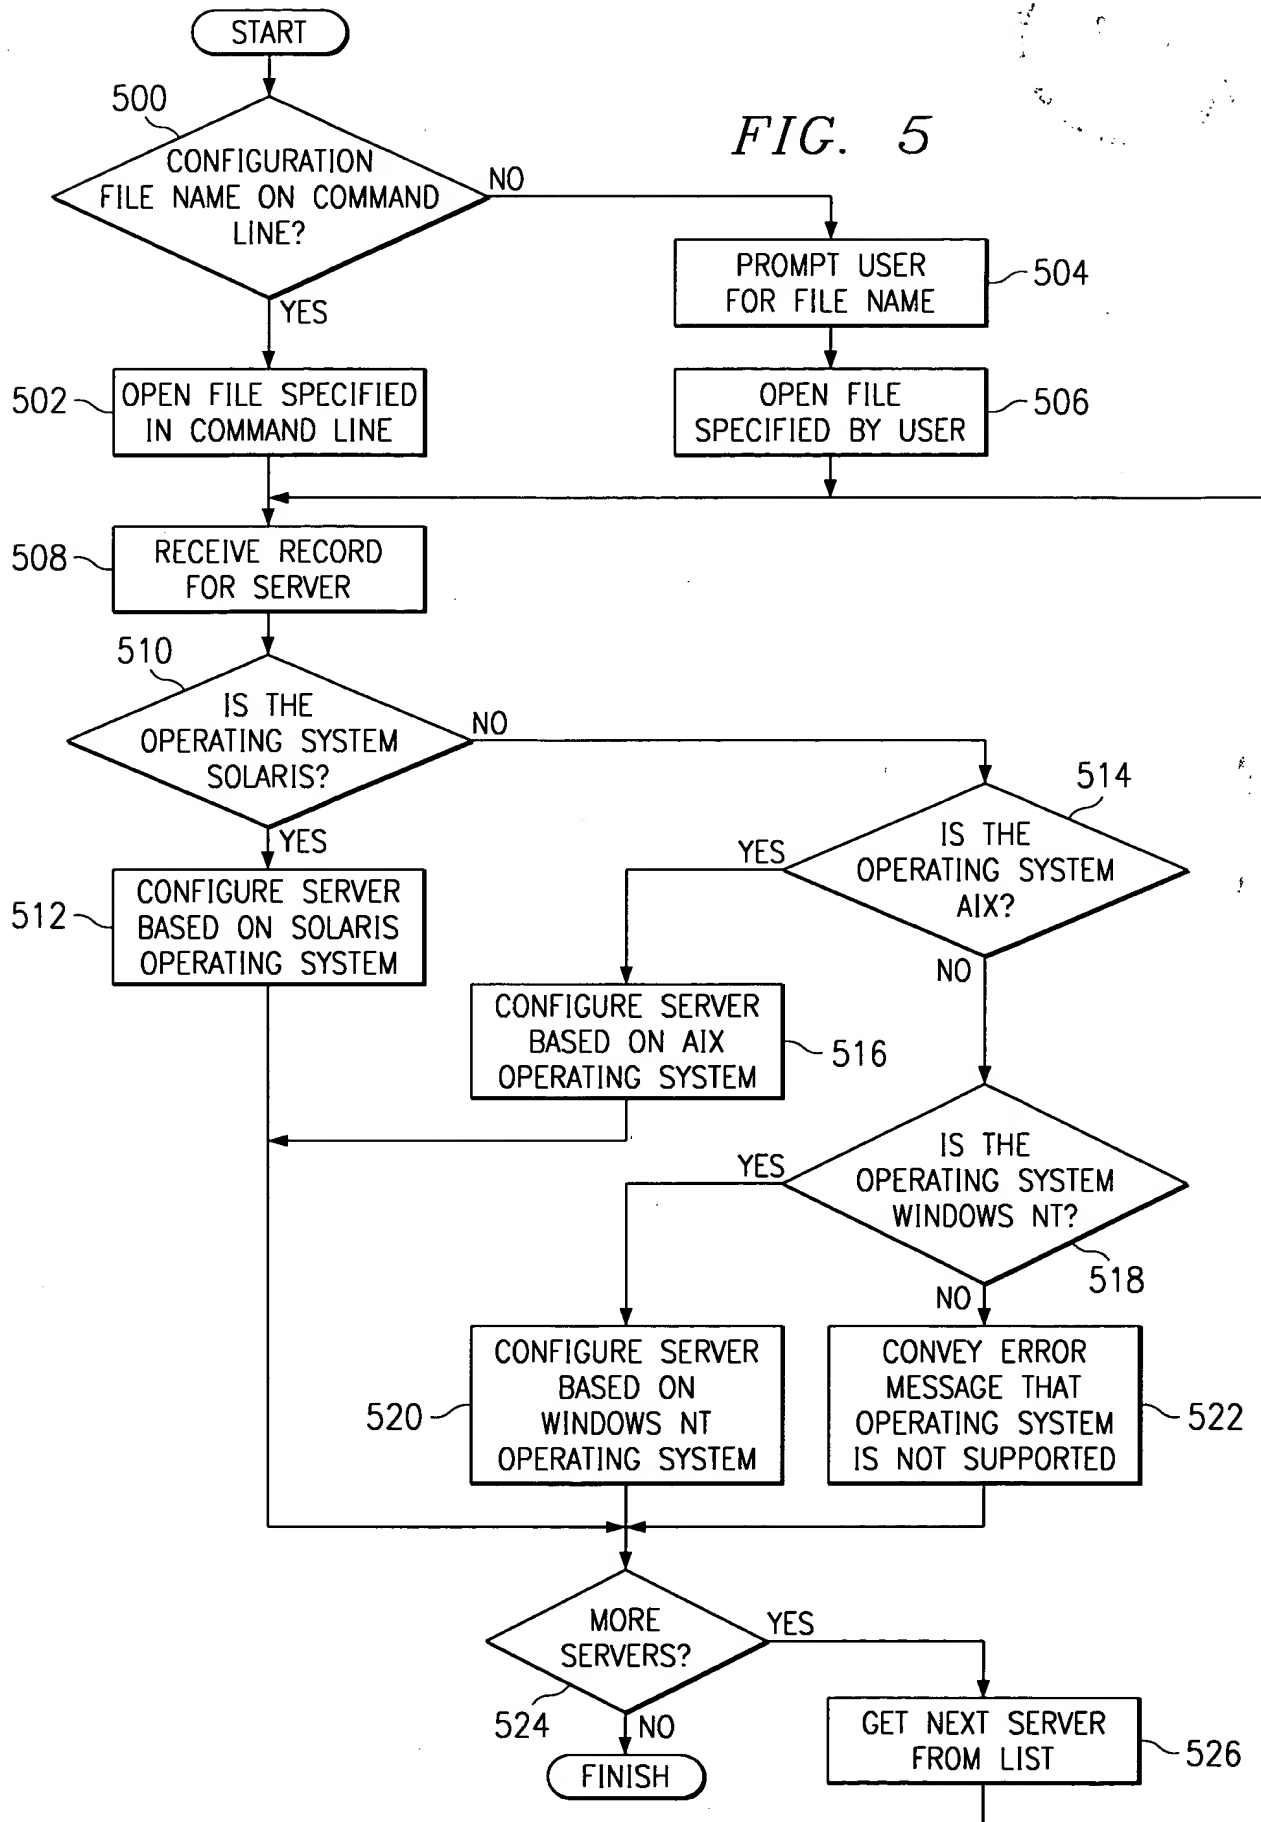 START
500
FIG. 5
CONFIGURATION
FILE NAME ON COMMAND
LINE?
NO
YES
PROMPT USER
FOR FILE NAME
504
502
OPEN FILE SPECIFIED
IN COMMAND LINE
OPEN FILE
SPECIFIED BY USER
506
508
RECEIVE RECORD
FOR SERVER
510
IS THE
OPERATING SYSTEM
SOLARIS?
NO
YES
514
IS THE
OPERATING SYSTEM
AIX?
YES
NO
512
CONFIGURE SERVER
BASED ON SOLARIS
OPERATING SYSTEM
CONFIGURE SERVER
BASED ON AIX
OPERATING SYSTEM
516
IS THE
OPERATING SYSTEM
WINDOWS NT?
YES
518
NO
520
CONFIGURE SERVER
BASED ON
WINDOWS NT
OPERATING SYSTEM
CONVEY ERROR
MESSAGE THAT
OPERATING SYSTEM
IS NOT SUPPORTED
522
MORE
SERVERS?
YES
524
NO
FINISH
GET NEXT SERVER
FROM LIST
526